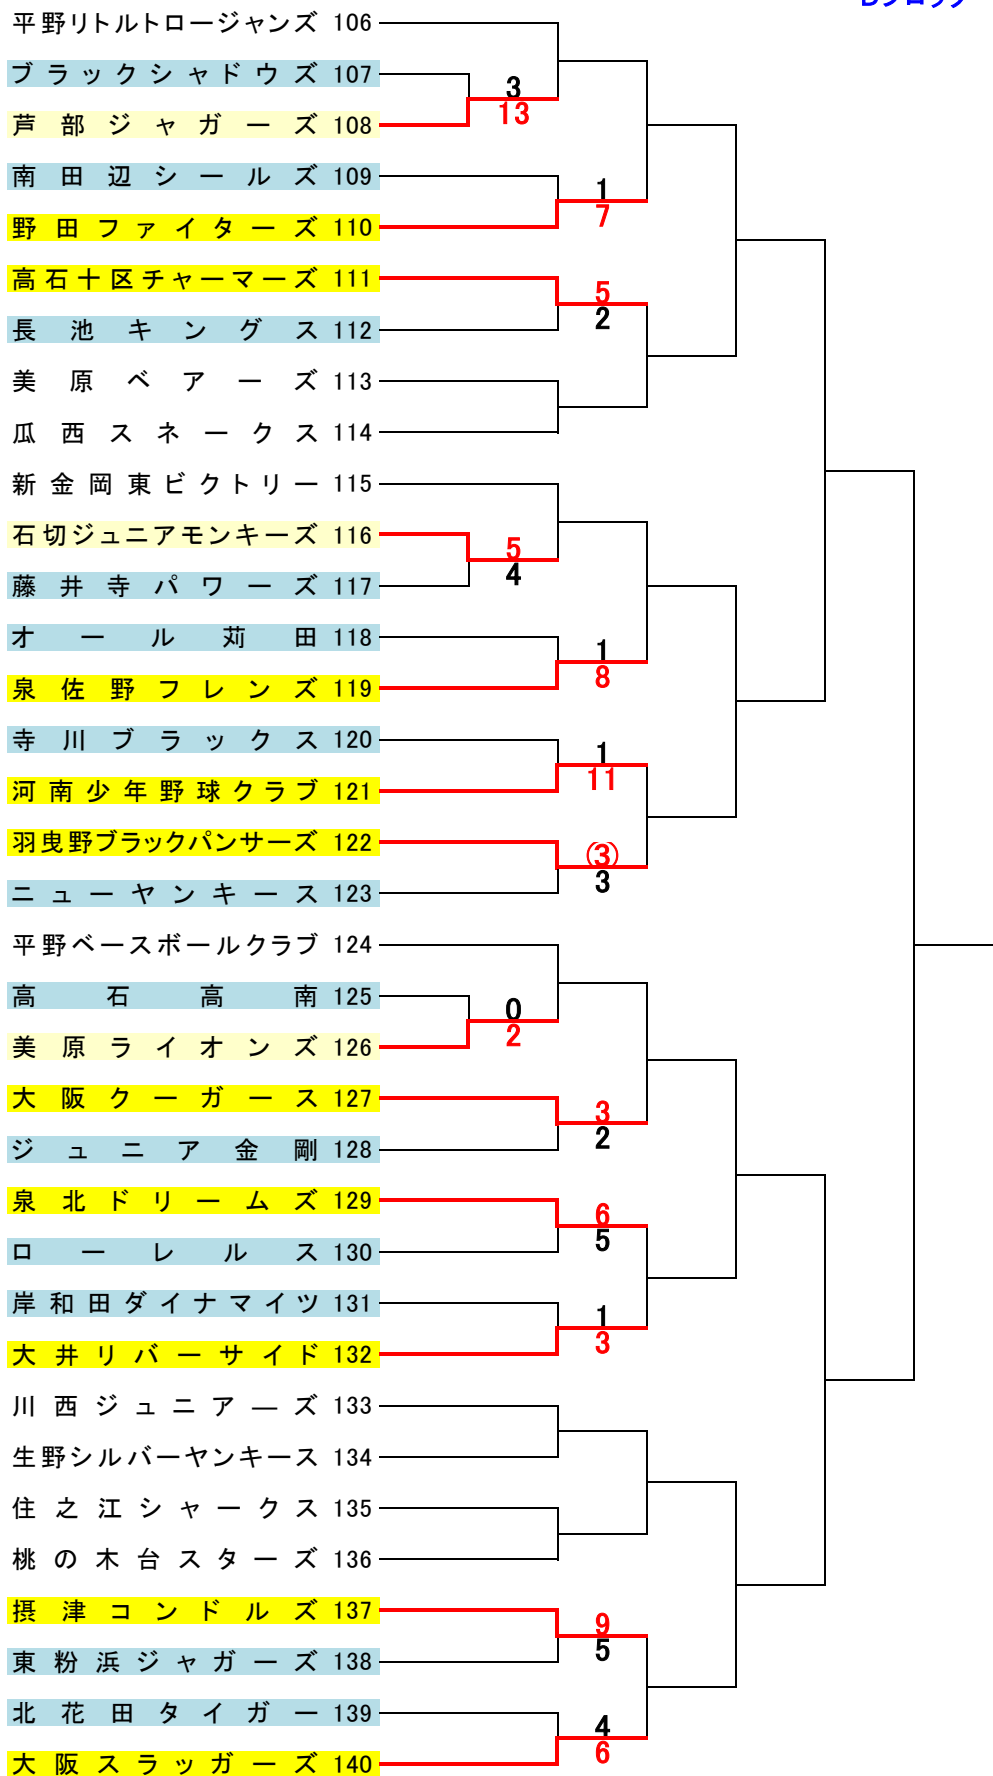 Dブロック
平野リトルトロージャンズ 106
ブラックシャドウズ 107
3
13
芦部ジャガーズ 108
南田辺シールズ 109
1
7
野田ファイターズ 110
高石十区チャーマーズ 111
5
2
長池キングス 112
美原ベアーズ 113
瓜西スネークス 114
新金岡東ビクトリー 115
石切ジュニアモンキーズ 116
5
4
藤井寺パワーズ 117
オール苅田 118
1
8
泉佐野フレンズ 119
寺川ブラックス 120
1
11
河南少年野球クラブ 121
羽曳野ブラックパンサーズ 122
(3)
3
ニューヤンキース 123
平野ベースボールクラブ 124
高石高南 125
0
2
美原ライオンズ 126
大阪クーガース 127
3
2
ジュニア金剛 128
泉北ドリームズ 129
6
5
ローレルス 130
岸和田ダイナマイツ 131
1
3
大井リバーサイド 132
川西ジュニア―ズ 133
生野シルバーヤンキース 134
住之江シャークス 135
桃の木台スターズ 136
摂津コンドルズ 137
9
5
東粉浜ジャガーズ 138
北花田タイガー 139
4
6
大阪スラッガーズ 140